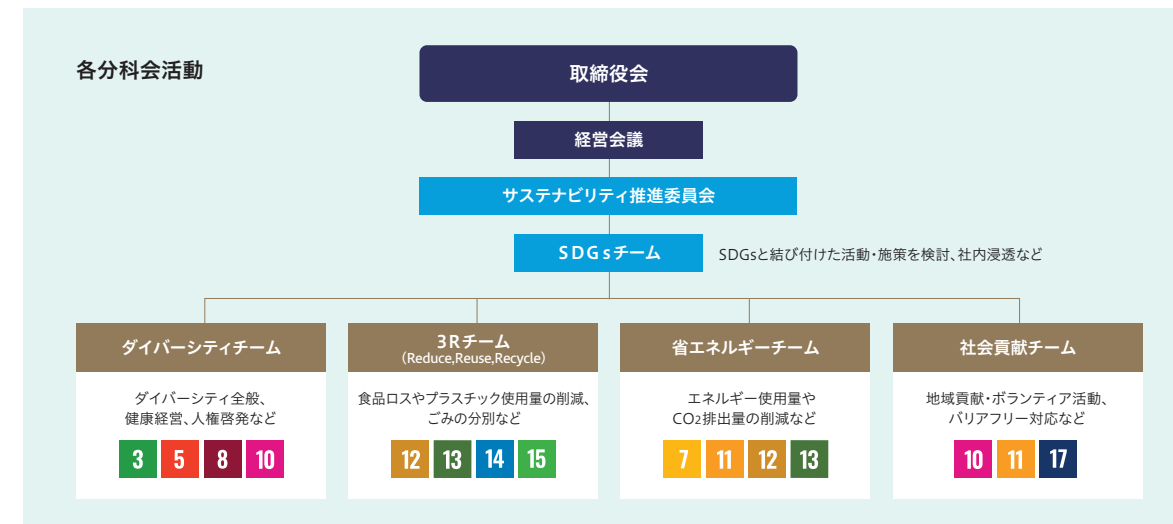 各分科会活動
取締役会
経営会議
サステナビリティ推進委員会
SDGsチーム
SDGsと結び付けた活動・施策を検討、社内浸透など
ダイバーシティチーム
ダイバーシティ全般、
健康経営、人権啓発など
3 5 8 10
3Rチーム
(Reduce,Reuse,Recycle)
食品ロスやプラスチック使用量の削減、
ごみの分別など
12 13 14 15
省エネルギーチーム
エネルギー使用量や
CO2排出量の削減など
7 11 12 13
社会貢献チーム
地域貢献・ボランティア活動、
バリアフリー対応など
10 11 17